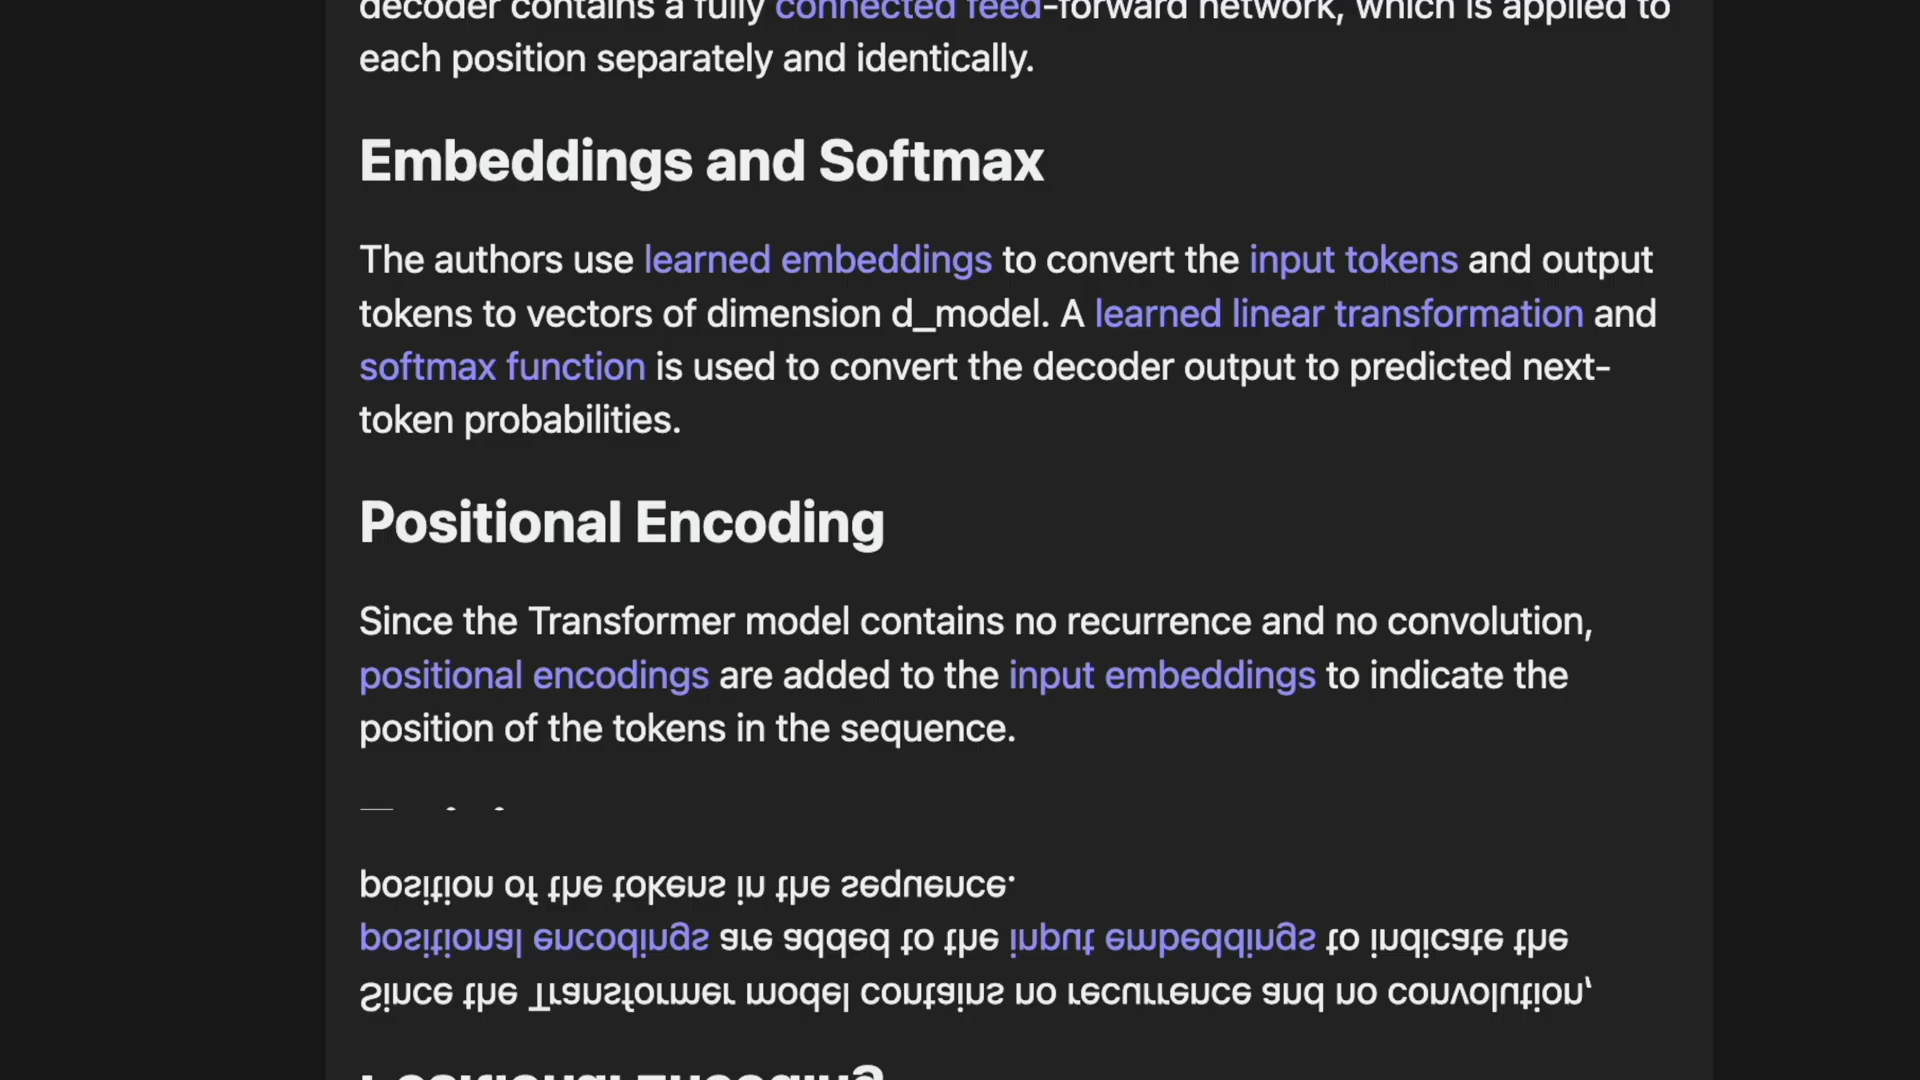 decoder contains a fully connected feed-forward network, which is applied to
each position separately and identically.
Embeddings and Softmax
The authors use learned embeddings to convert the input tokens and output
tokens to vectors of dimension d_model. A learned linear transformation and
softmax function is used to convert the decoder output to predicted next-
token probabilities.
Positional Encoding
Since the Transformer model contains no recurrence and no convolution,
positional encodings are added to the input embeddings to indicate the
position of the tokens in the sequence.
position of the tokens in the sequence.
positional encodings are added to the input embeddings to indicate the
Since the Transformer model contains no recurrence and no convolution,
Positional Encoding